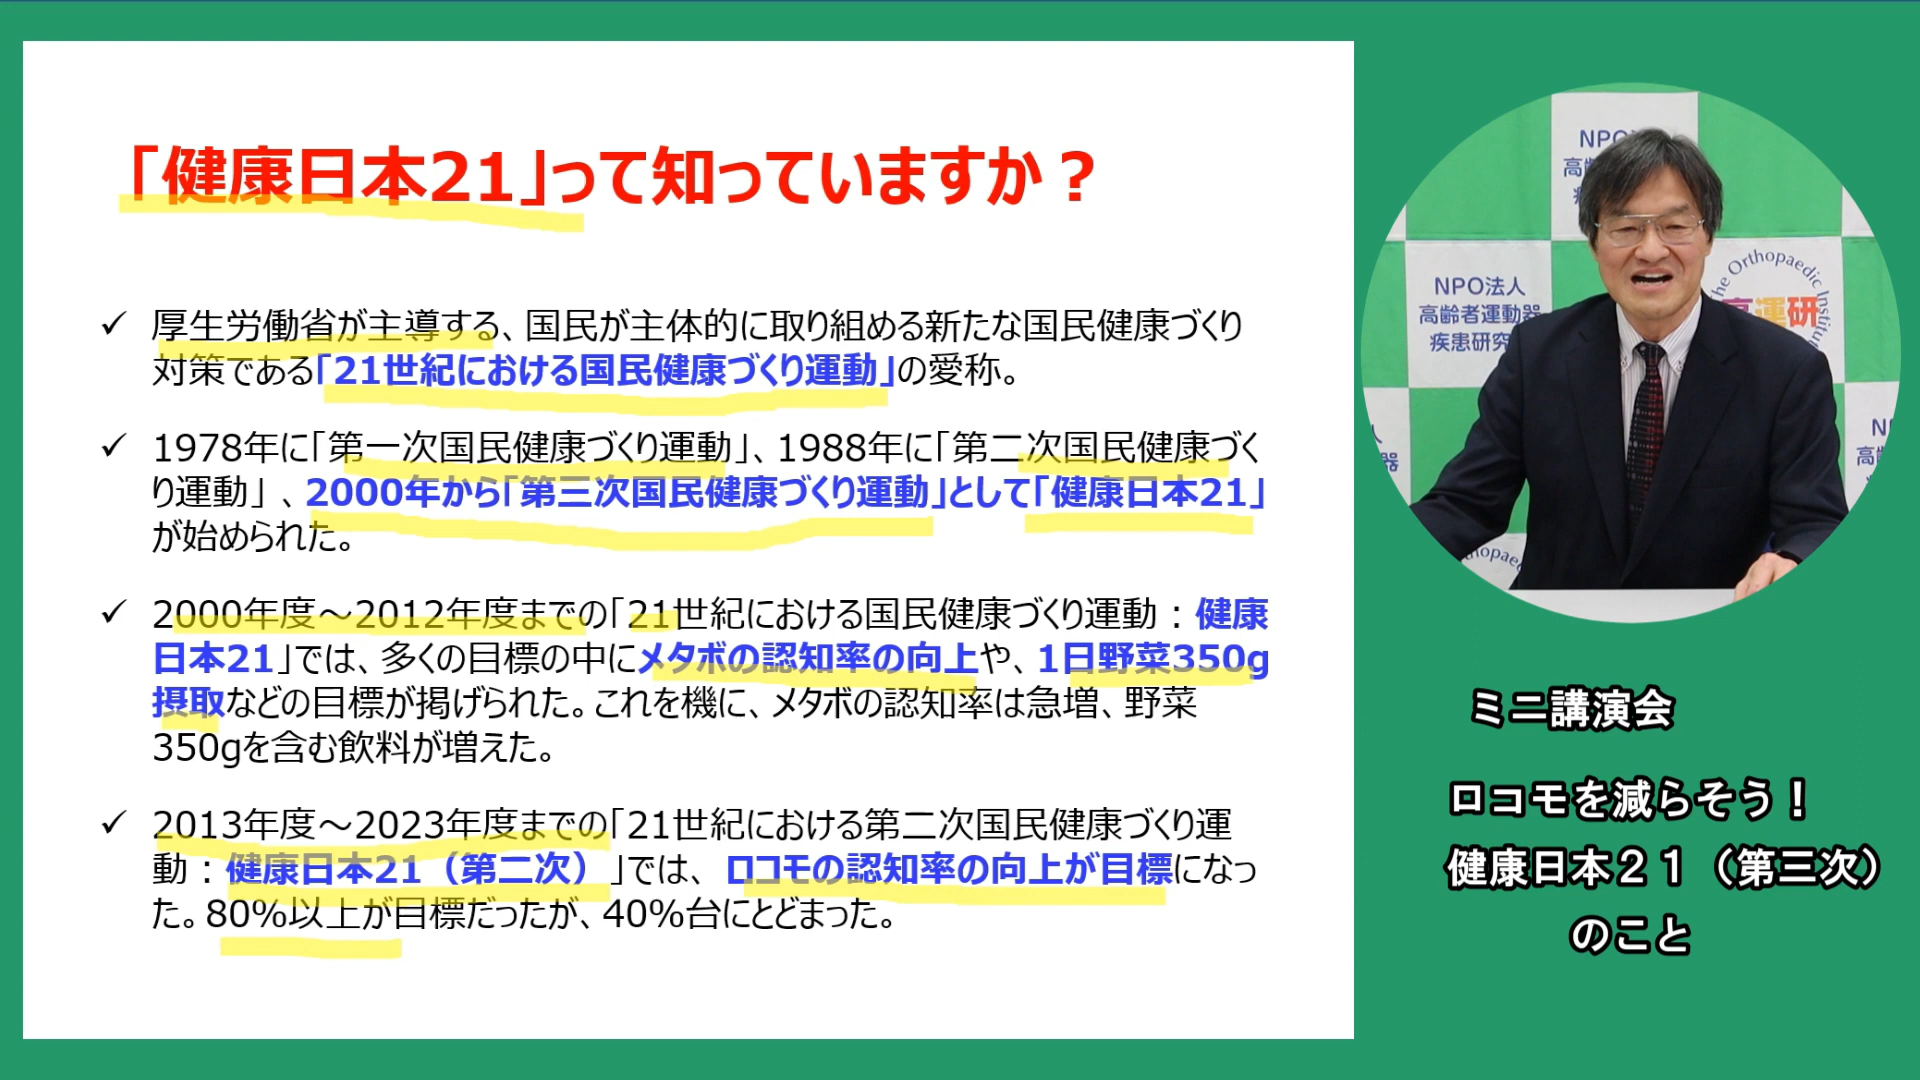 「健康日本21」って知っていますか？
✓ 厚生労働省が主導する、国民が主体的に取り組める新たな国民健康づくり
対策である「21世紀における国民健康づくり運動」の愛称。
✓ 1978年に「第一次国民健康づくり運動」、1988年に「第二次国民健康づく
り運動」、2000年から「第三次国民健康づくり運動」として「健康日本21」
が始められた。
✓ 2000年度～2012年度までの「21世紀における国民健康づくり運動：健康
日本21」では、多くの目標の中にメタボの認知率の向上や、1日野菜350g
摂取などの目標が掲げられた。これを機に、メタボの認知率は急増、野菜
350gを含む飲料が増えた。
✓ 2013年度～2023年度までの「21世紀における第二次国民健康づくり運
動：健康日本21（第二次）」では、ロコモの認知率の向上が目標になっ
た。80%以上が目標だったが、40%台にとどまった。
NPO
高
NPO法人
高齢者運動器
疾患研究
The Orthopaedic Institu
高運研
N
高
器
hopaed
ミニ講演会
ロコモを減らそう！
健康日本２１（第三次）
のこと